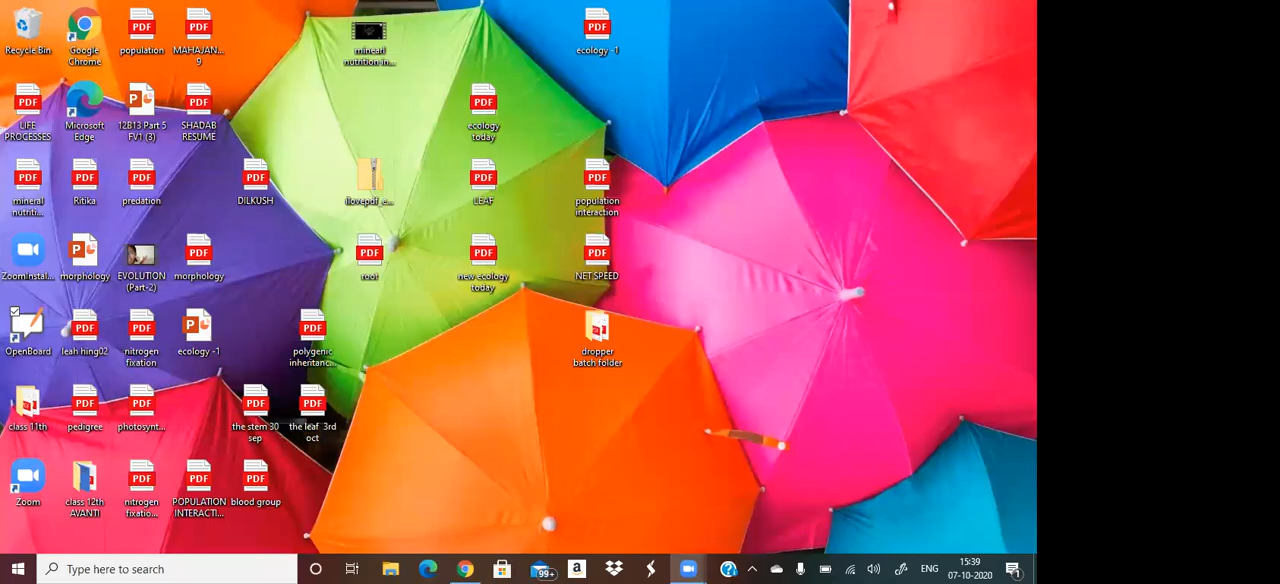 Recycle Bin
Google
Chrome
population
MAHAJAN...
9
mineatl
nutrition in...
ecology -1
LIFE
PROCESSES
Microsoft
Edge
12B13 Part 5
FV1 (3)
SHADAB
RESUME
ecology
today
mineral
nutriti...
Ritika
predation
DILKUSH
ilovepdf_c...
LEAF
population
interaction
ZoomInstal...
morphology
EVOLUTION
(Part-2)
morphology
root
new ecology
today
NET SPEED
OpenBoard
leah hing02
nitrogen
fixation
ecology -1
polygenic
inheritanc...
dropper
batch folder
class 11th
pedigree
photosynt...
the stem 30
sep
the leaf 3rd
oct
Zoom
class 12th
AVANTI
nitrogen
fixatio...
POPULATION
INTERACTI...
blood group
Type here to search
99+
ENG
15:39
07-10-2020
1